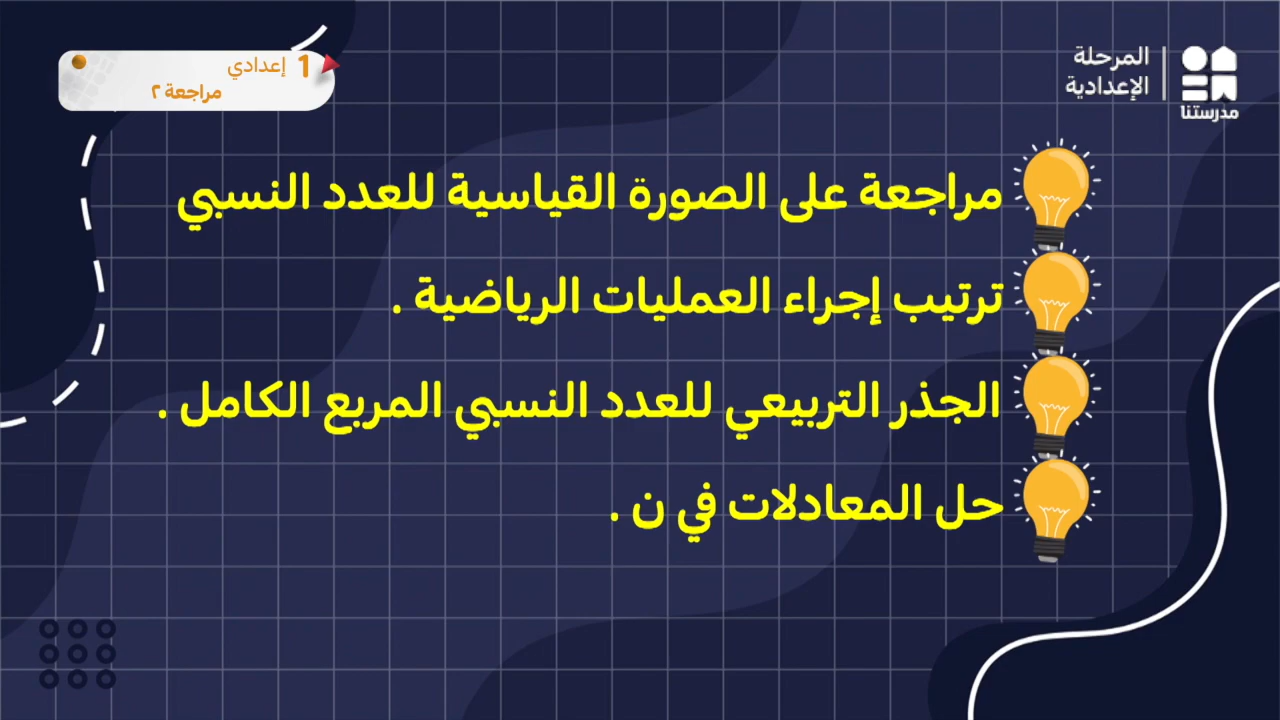 1 إعدادي
مراجعة ٢
المرحلة
الإعدادية
مدرستنا
مراجعة على الصورة القياسية للعدد النسبي
ترتيب إجراء العمليات الرياضية .
الجذر التربيعي للعدد النسبي المربع الكامل .
حل المعادلات في ن .